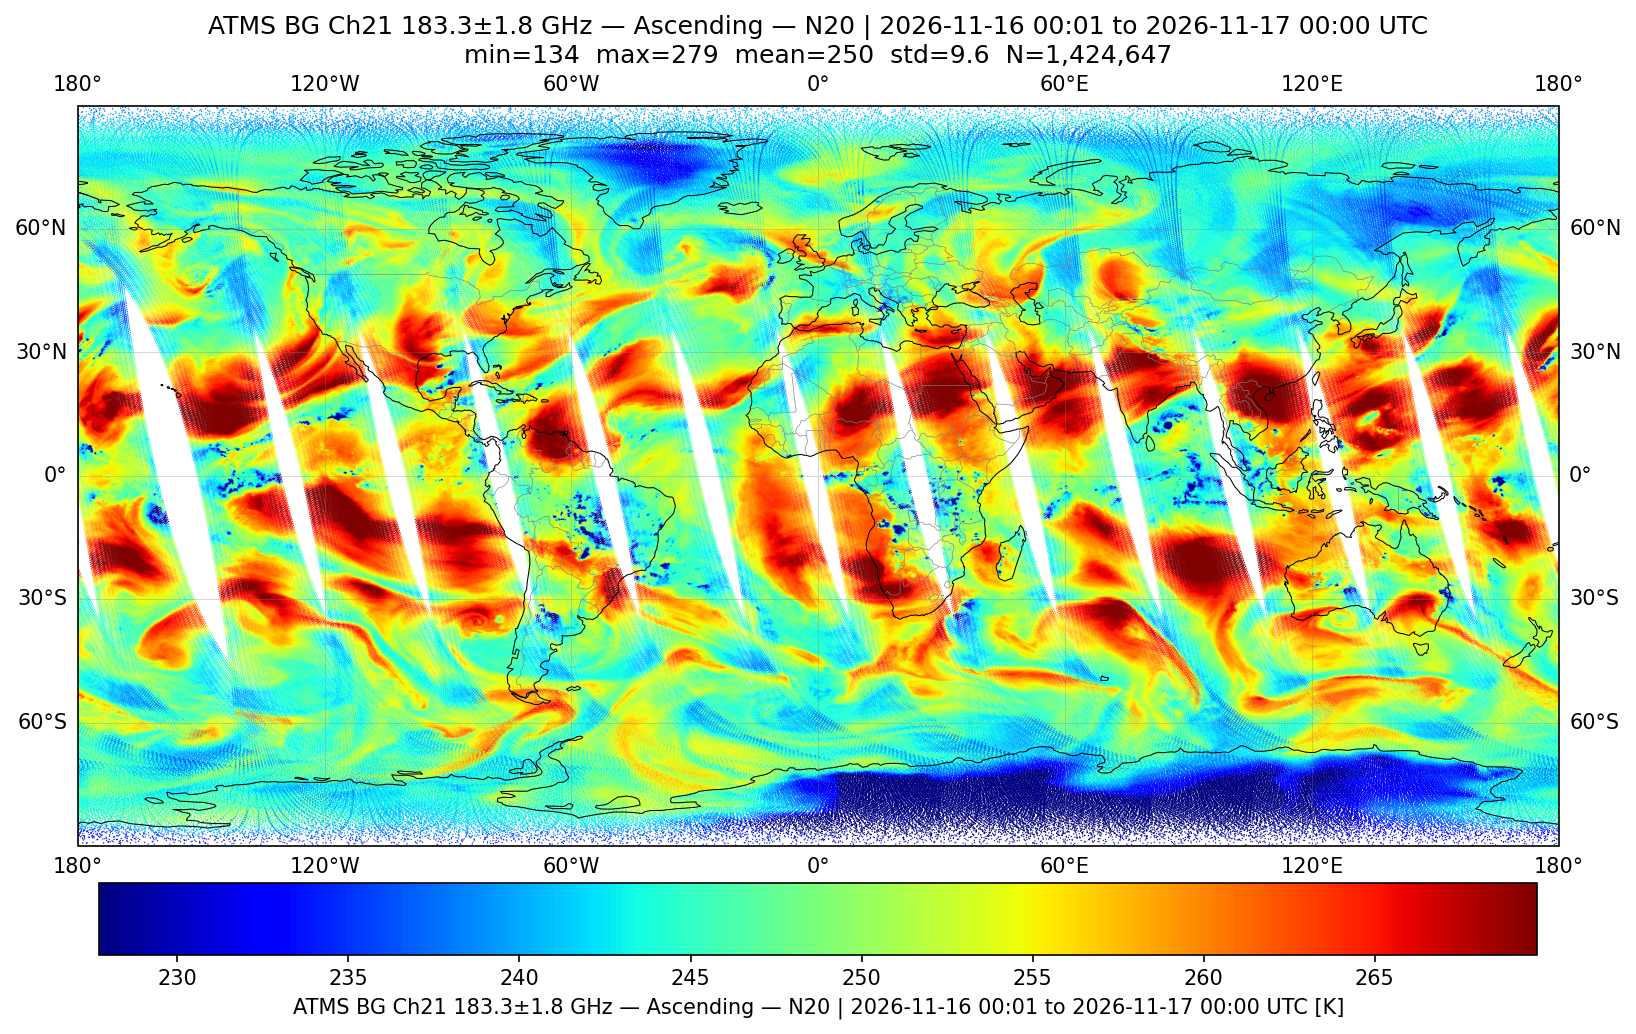 ATMS BG Ch21 183.3±1.8 GHz — Ascending — N20 | 2026-11-16 00:01 to 2026-11-17 00:00 UTC
min=134  max=279  mean=250  std=9.6  N=1,424,647
180° 120°W 60°W 0° 60°E 120°E 180°
60°N 60°N
30°N 30°N
0° 0°
30°S 30°S
60°S 60°S
180° 120°W 60°W 0° 60°E 120°E 180°
230 235 240 245 250 255 260 265
ATMS BG Ch21 183.3±1.8 GHz — Ascending — N20 | 2026-11-16 00:01 to 2026-11-17 00:00 UTC [K]